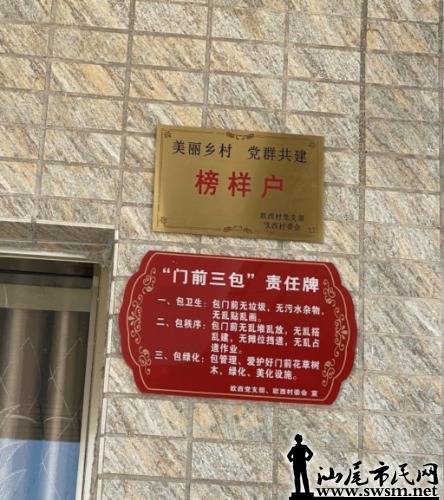 美丽乡村 党群共建
榜样户
欧西村党支部
欧西村委会
“门前三包”责任牌
一、包卫生：包门前无垃圾，无污水杂物，
无乱贴乱画。
二、包秩序：包门前无乱堆乱放，无乱搭
乱建，无摊位挡道，无乱占
道作业。
三、包绿化：包管理、爱护好门前花草树
木，绿化、美化设施。
欧西党支部、欧西村委会 宣
汕尾市民网
www.swsm.net